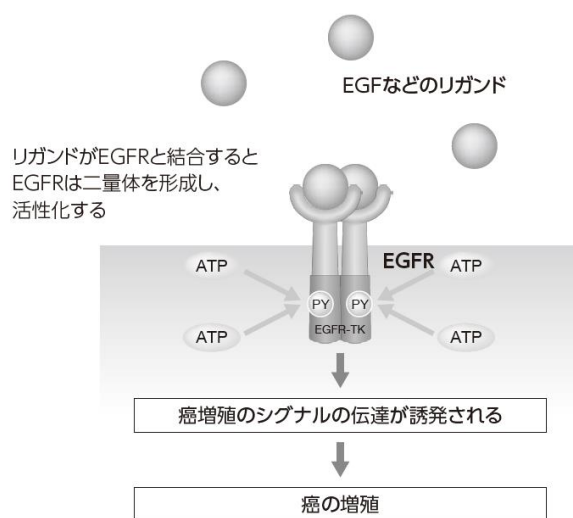 EGFなどのリガンド
リガンドがEGFRと結合すると
EGFRは二量体を形成し、
活性化する
EGFR
ATP
ATP
PY
PY
ATP
ATP
EGFR-TK
癌増殖のシグナルの伝達が誘発される
癌の増殖